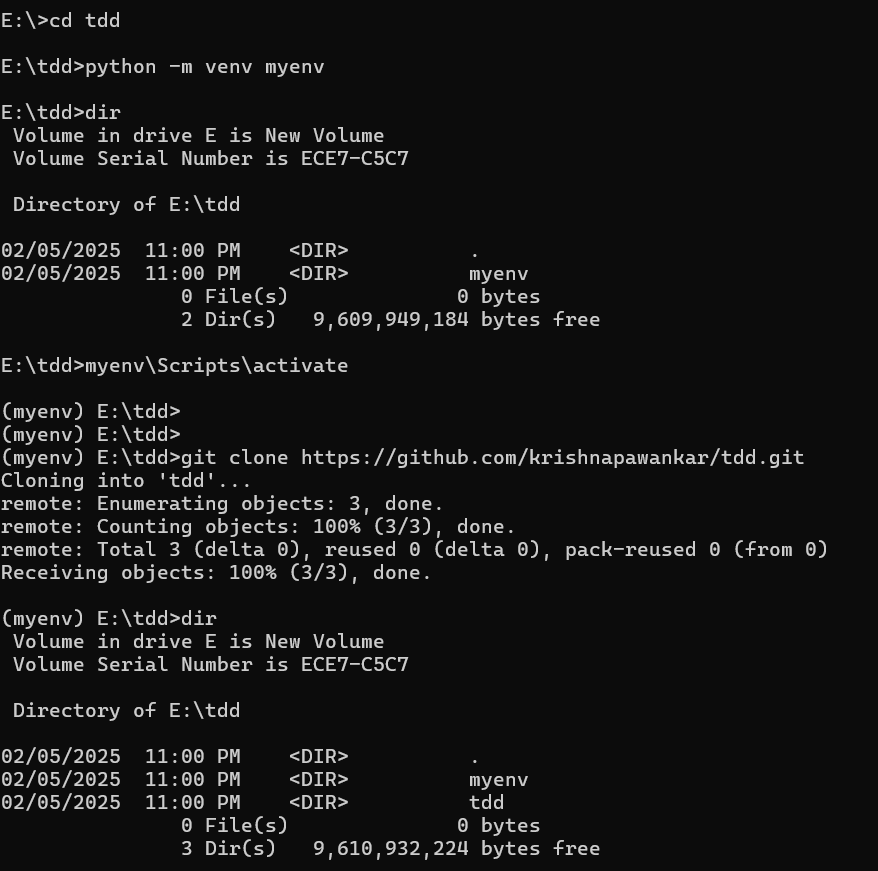 E:\>cd tdd
E:\tdd>python -m venv myenv
E:\tdd>dir
 Volume in drive E is New Volume
 Volume Serial Number is ECE7-C5C7
 Directory of E:\tdd
02/05/2025  11:00 PM    <DIR>          .
02/05/2025  11:00 PM    <DIR>          myenv
               0 File(s)              0 bytes
               2 Dir(s)   9,609,949,184 bytes free
E:\tdd>myenv\Scripts\activate
(myenv) E:\tdd>
(myenv) E:\tdd>
(myenv) E:\tdd>git clone https://github.com/krishnapawankar/tdd.git
Cloning into 'tdd'...
remote: Enumerating objects: 3, done.
remote: Counting objects: 100% (3/3), done.
remote: Total 3 (delta 0), reused 0 (delta 0), pack-reused 0 (from 0)
Receiving objects: 100% (3/3), done.
(myenv) E:\tdd>dir
 Volume in drive E is New Volume
 Volume Serial Number is ECE7-C5C7
 Directory of E:\tdd
02/05/2025  11:00 PM    <DIR>          .
02/05/2025  11:00 PM    <DIR>          myenv
02/05/2025  11:00 PM    <DIR>          tdd
               0 File(s)              0 bytes
               3 Dir(s)   9,610,932,224 bytes free